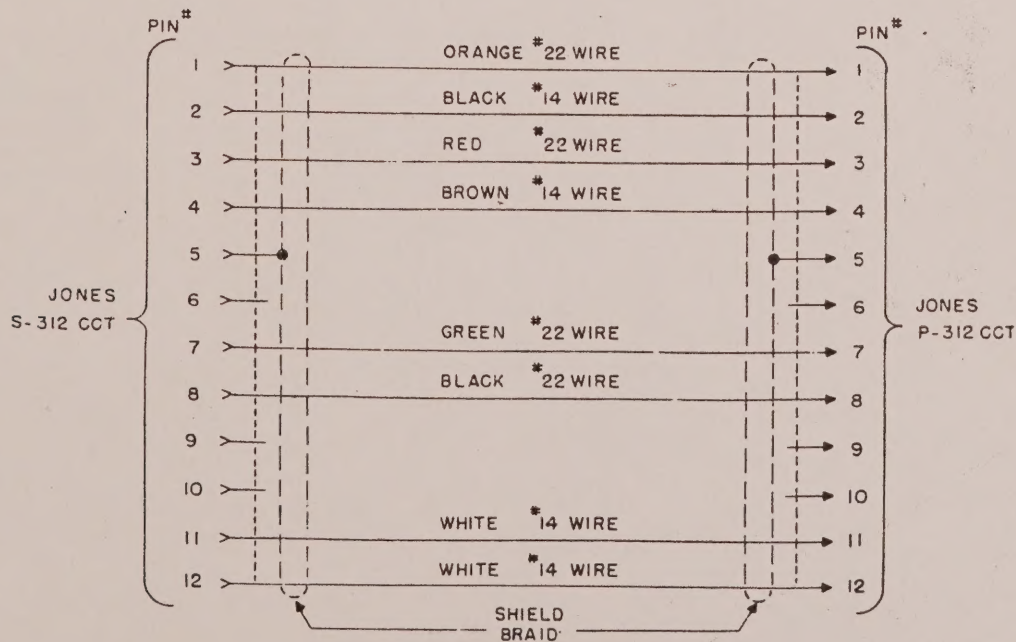 PIN# PIN#
1 ORANGE #22 WIRE 1
2 BLACK #14 WIRE 2
3 RED #22 WIRE 3
4 BROWN #14 WIRE 4
5 5
JONES S-312 CCT
6 6
JONES P-312 CCT
7 GREEN #22 WIRE 7
8 BLACK #22 WIRE 8
9 9
10 10
11 WHITE #14 WIRE 11
12 WHITE #14 WIRE 12
SHIELD
BRAID